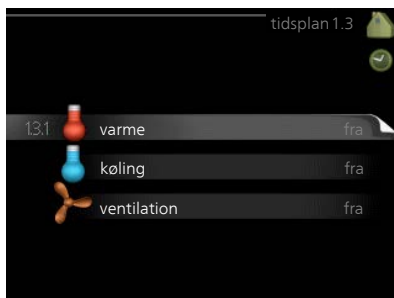 tidsplan 1.3
1.3.1 varme fra
køling fra
ventilation fra